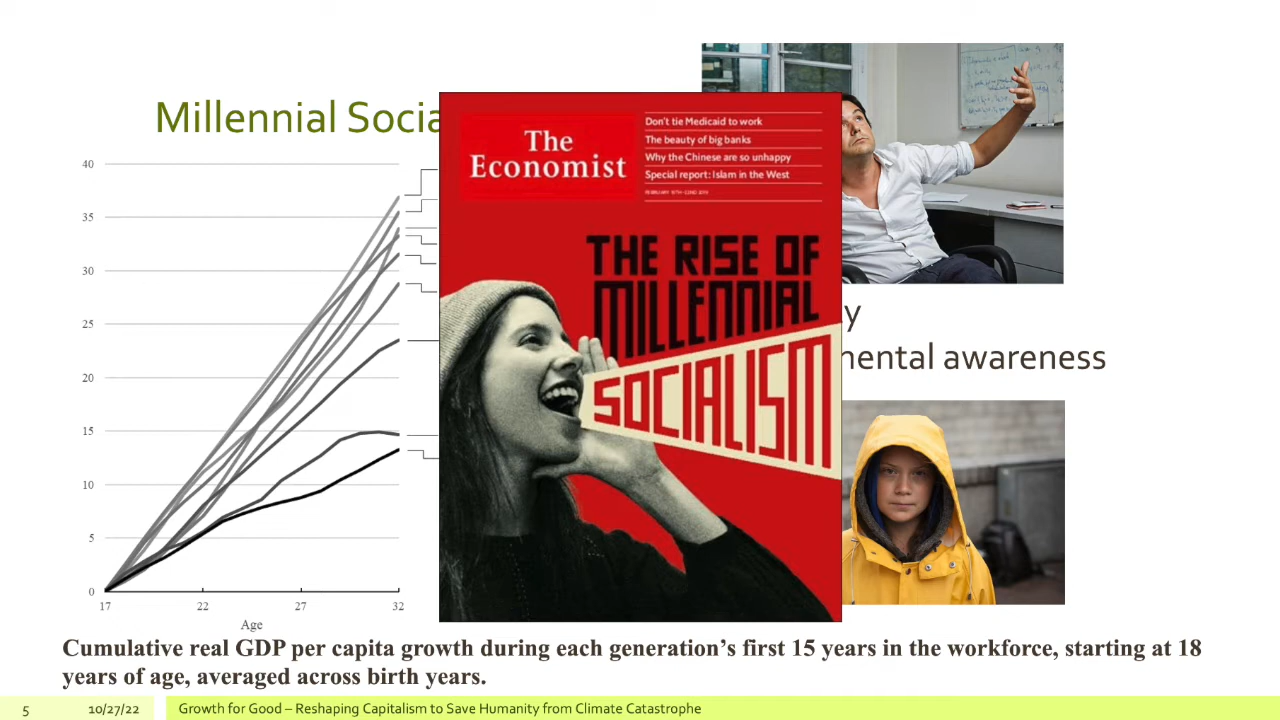 Millennial Socia
40
35
30
25
20
15
10
5
0
17 22 27 32
Age
The
Economist
Don't tie Medicaid to work
The beauty of big banks
Why the Chinese are so unhappy
Special report: Islam in the West
THE RISE OF
MILLENNIAL
SOCIALISM
y
mental awareness
Cumulative real GDP per capita growth during each generation's first 15 years in the workforce, starting at 18
years of age, averaged across birth years.
5 10/27/22 Growth for Good – Reshaping Capitalism to Save Humanity from Climate Catastrophe